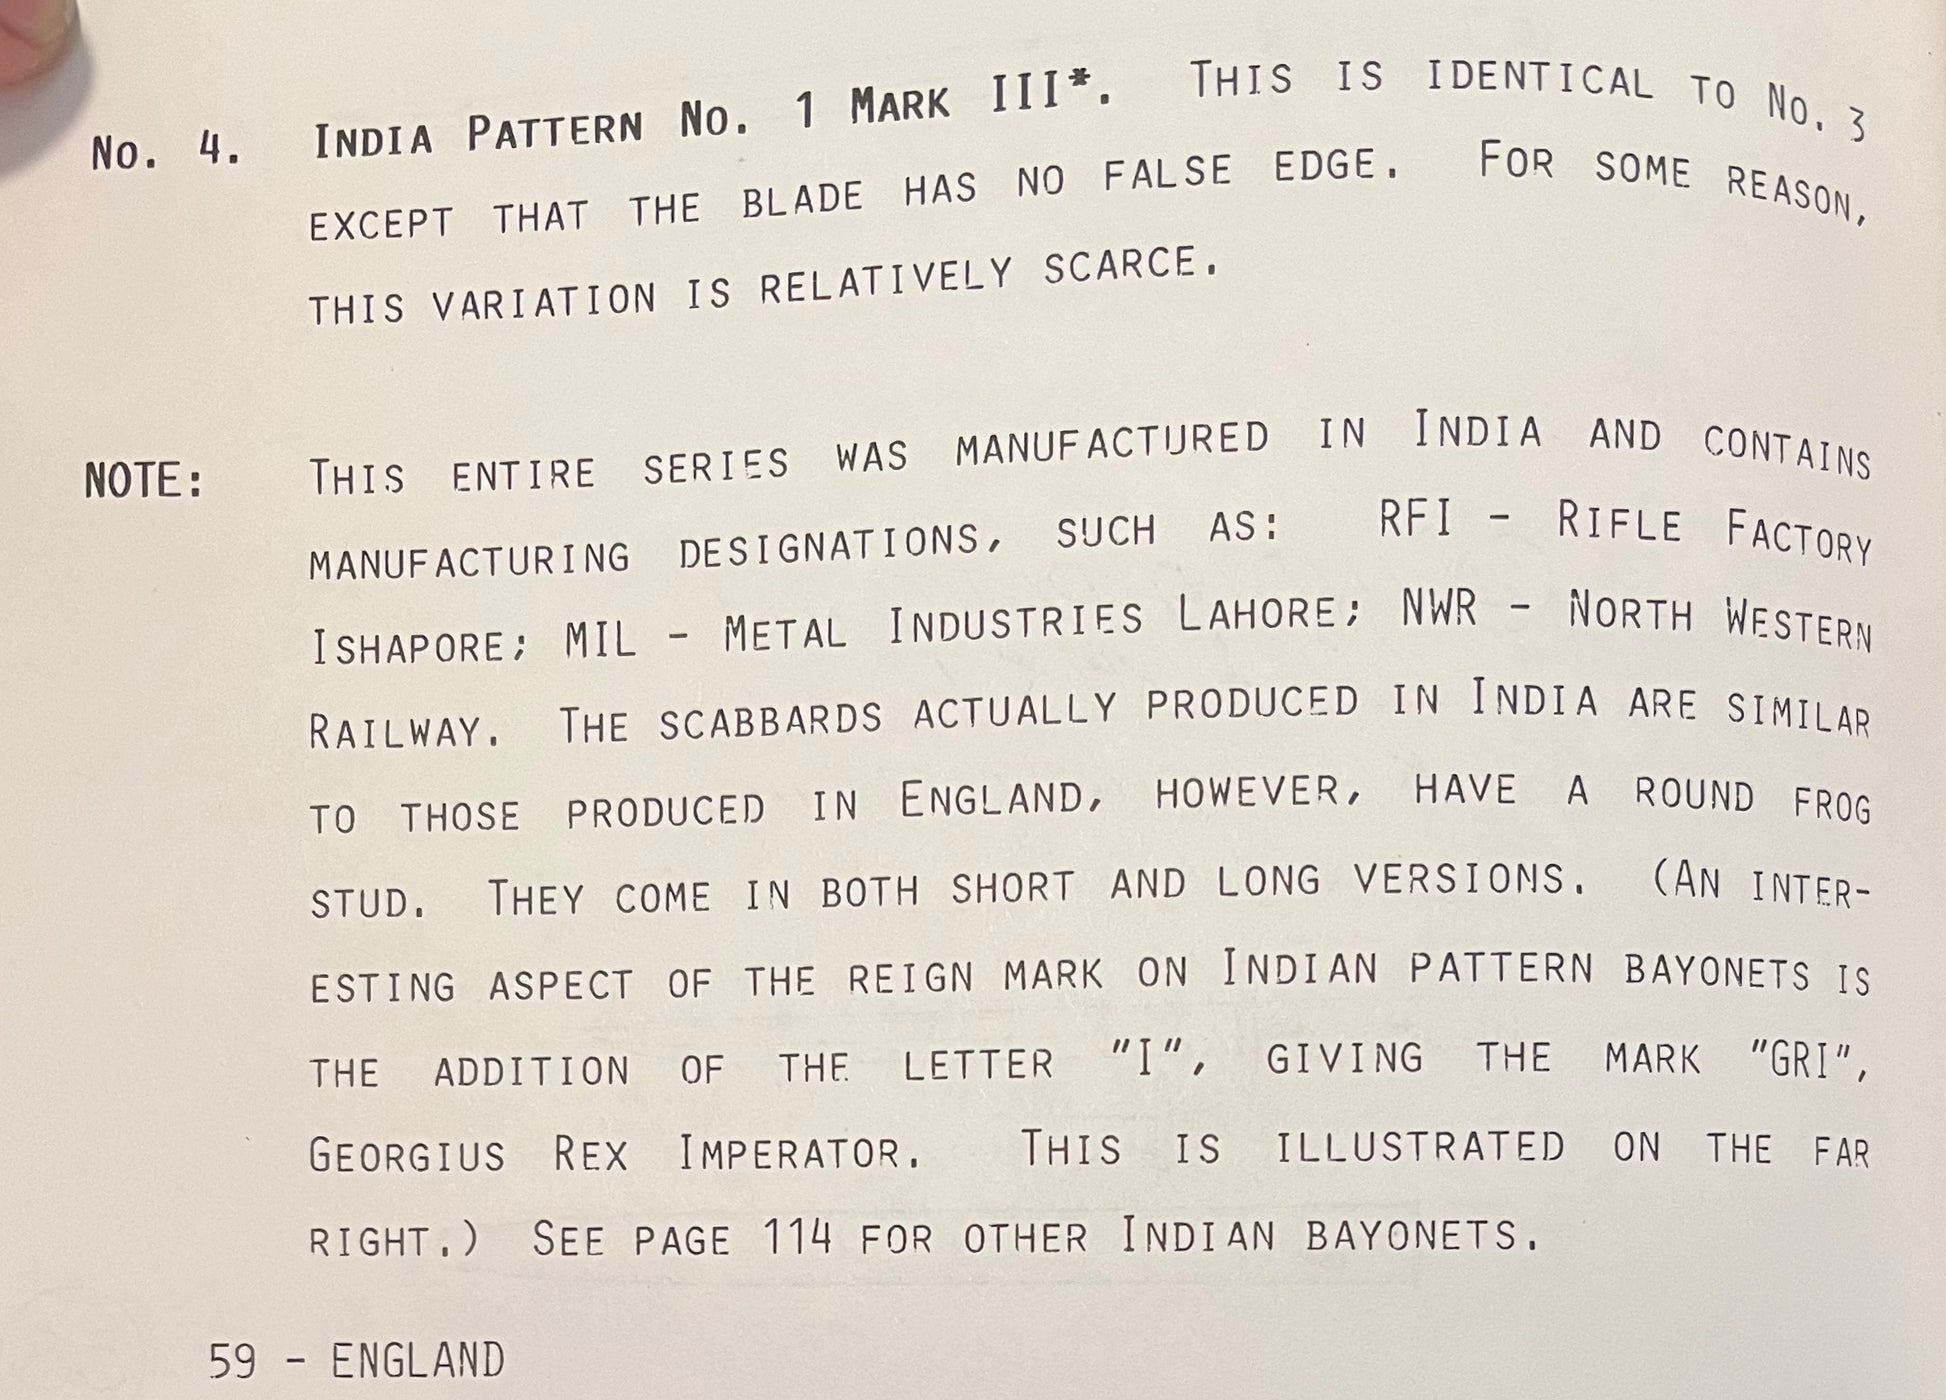 No. 4. INDIA PATTERN NO. 1 MARK III*. THIS IS IDENTICAL TO NO. 3
EXCEPT THAT THE BLADE HAS NO FALSE EDGE. FOR SOME REASON,
THIS VARIATION IS RELATIVELY SCARCE.
NOTE: THIS ENTIRE SERIES WAS MANUFACTURED IN INDIA AND CONTAINS
MANUFACTURING DESIGNATIONS, SUCH AS: RFI - RIFLE FACTORY
ISHAPORE; MIL - METAL INDUSTRIES LAHORE; NWR - NORTH WESTERN
RAILWAY. THE SCABBARDS ACTUALLY PRODUCED IN INDIA ARE SIMILAR
TO THOSE PRODUCED IN ENGLAND, HOWEVER, HAVE A ROUND FROG
STUD. THEY COME IN BOTH SHORT AND LONG VERSIONS. (AN INTER-
ESTING ASPECT OF THE REIGN MARK ON INDIAN PATTERN BAYONETS IS
THE ADDITION OF THE LETTER "I", GIVING THE MARK "GRI",
GEORGIUS REX IMPERATOR. THIS IS ILLUSTRATED ON THE FAR
RIGHT.) SEE PAGE 114 FOR OTHER INDIAN BAYONETS.
59 - ENGLAND